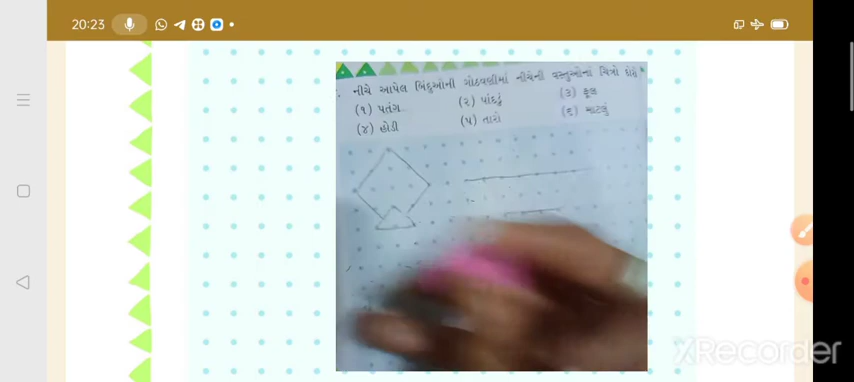 20:23
નીચે આપેલ બિંદુઓની ગોઠવણીમાં નીચેની વસ્તુઓનાં ચિત્રો દોરો
(૧) પતંગ (૨) પાંદડું (૩) ફૂલ
(૪) હોડી (૫) તારો (૬) માટલું
XRecorder